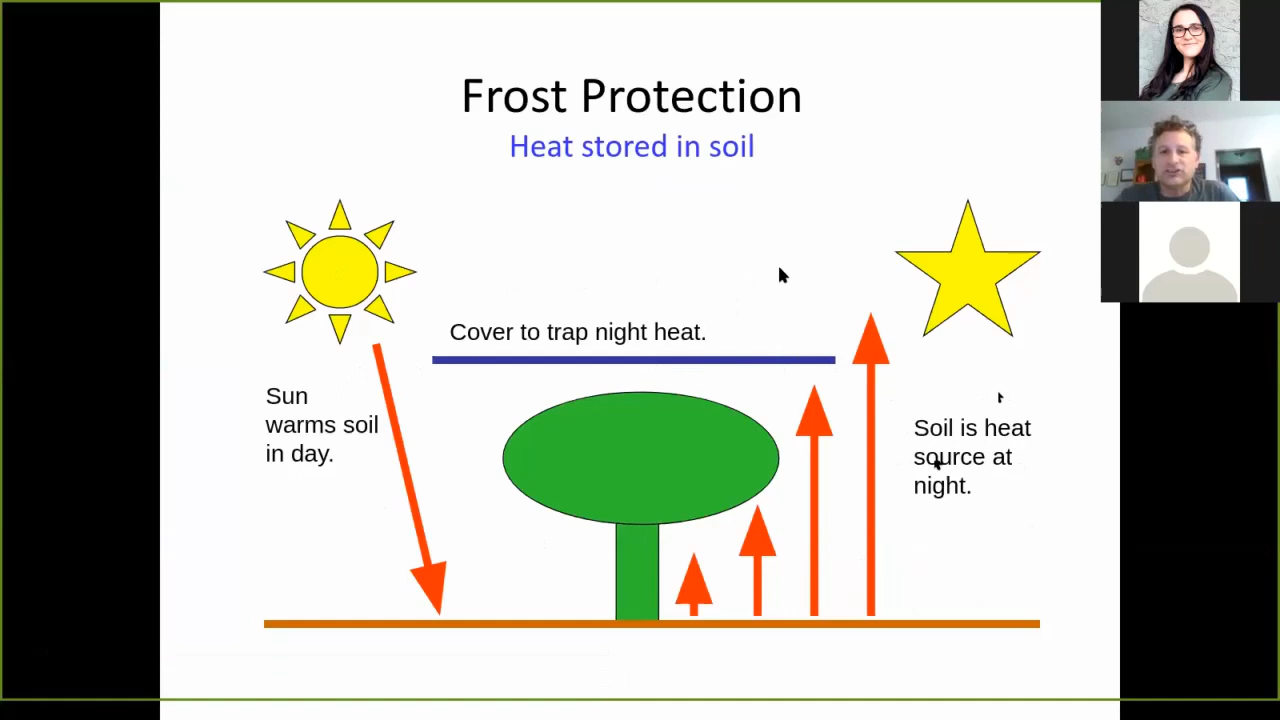 Frost Protection
Heat stored in soil
Cover to trap night heat.
Sun
warms soil
in day.
Soil is heat
source at
night.